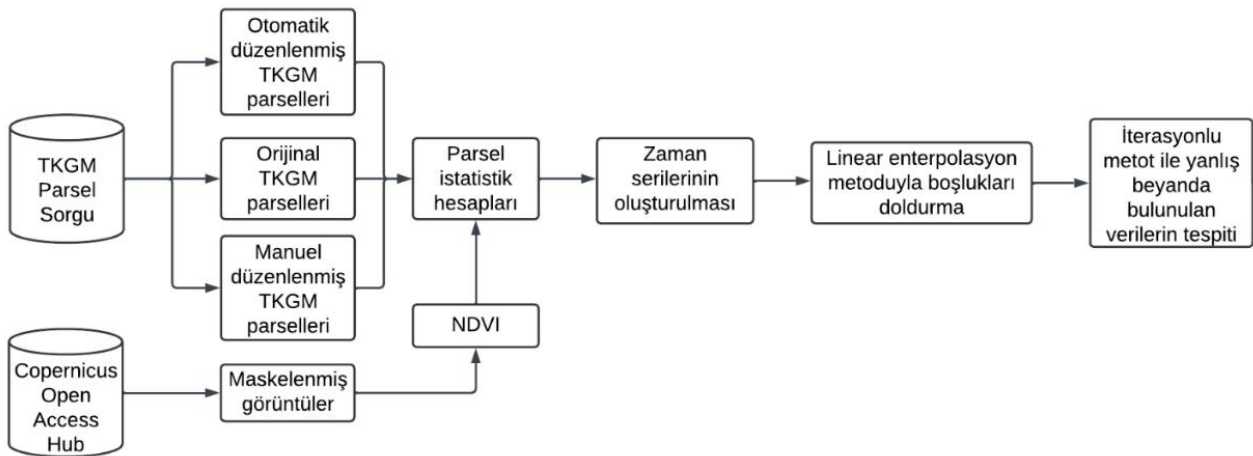 Otomatik
düzenlenmiş
TKGM
parselleri
TKGM
Parsel
Sorgu
Orijinal
TKGM
parselleri
Manuel
düzenlenmiş
TKGM
parselleri
Parsel
istatistik
hesapları
Zaman
serilerinin
oluşturulması
Linear enterpolasyon
metoduyla boşlukları
doldurma
İterasyonlu
metot ile yanlış
beyanda
bulunulan
verilerin tespiti
NDVI
Copernicus
Open
Access
Hub
Maskelenmiş
görüntüler